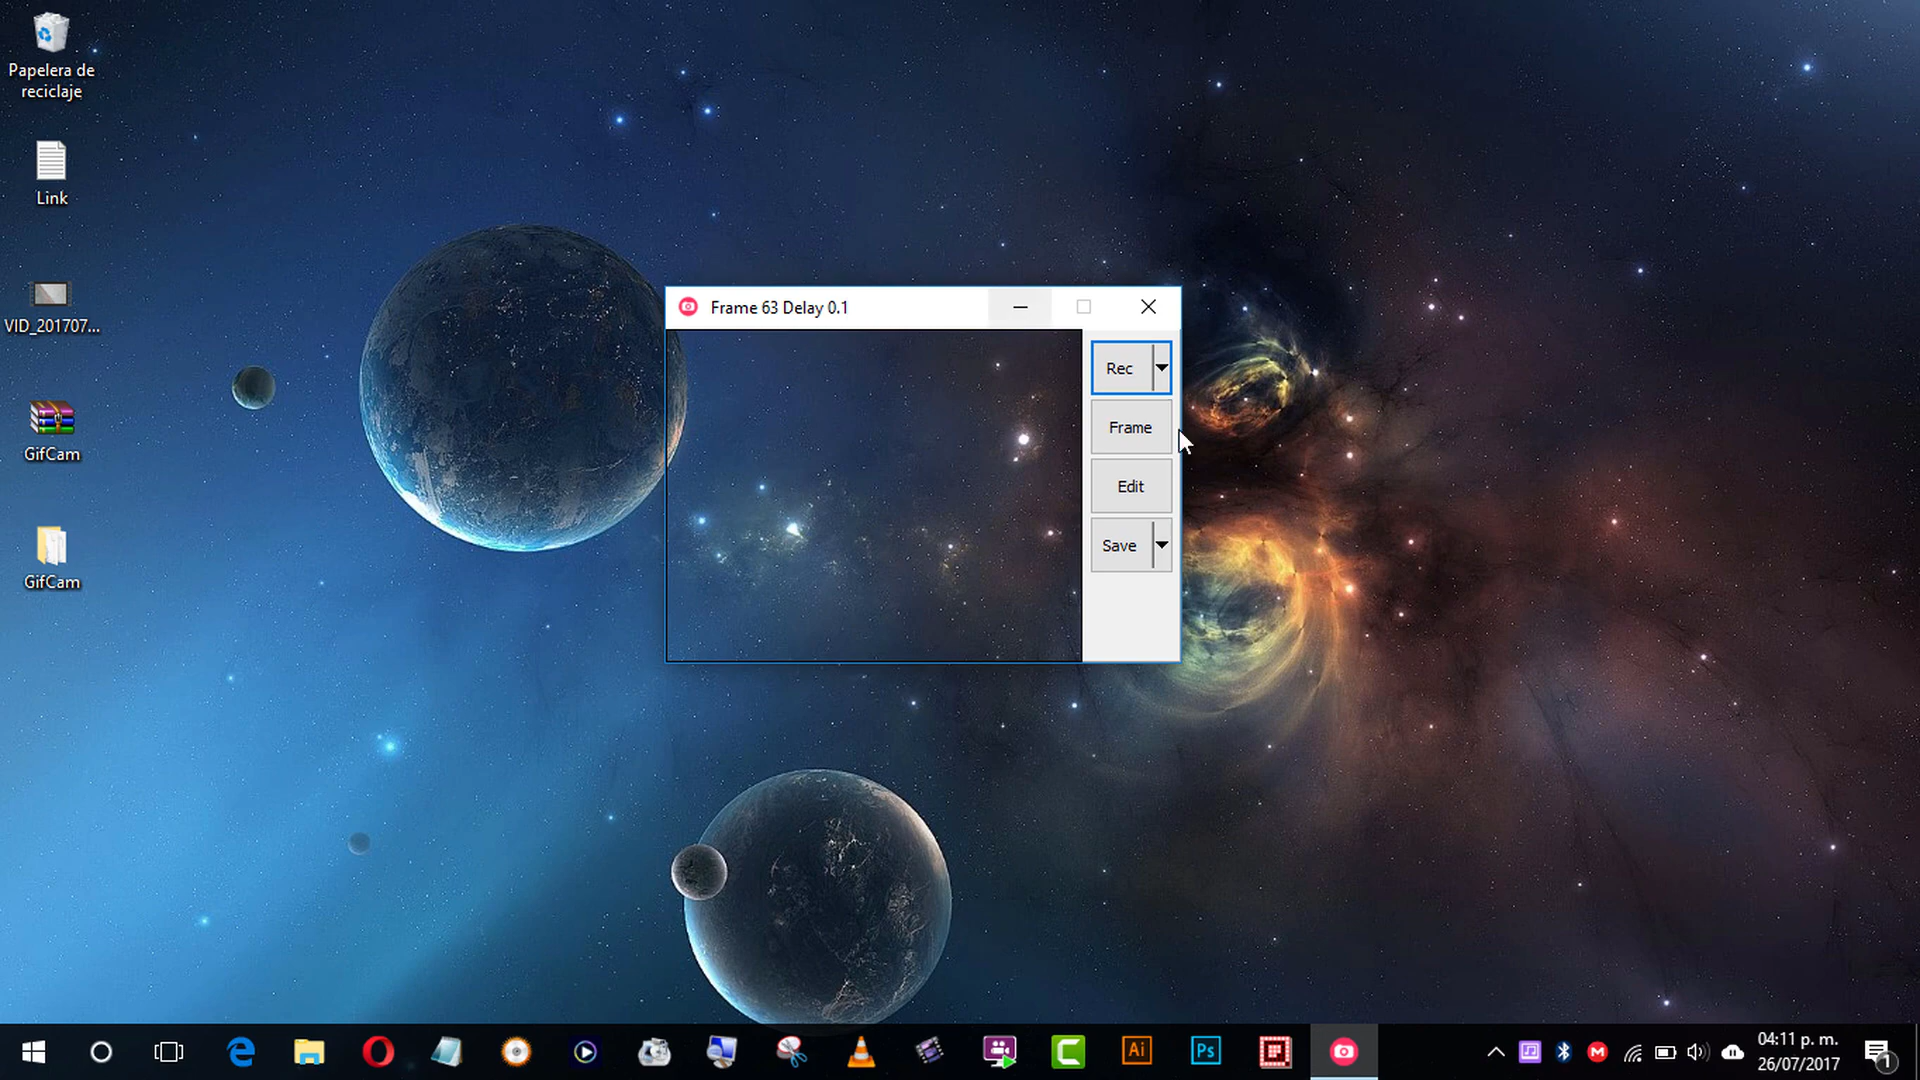 Papelera de
reciclaje
Link
VID_201707...
GifCam
GifCam
Frame 63 Delay 0.1
Rec
Frame
Edit
Save
Ai
Ps
04:11 p. m.
26/07/2017
1